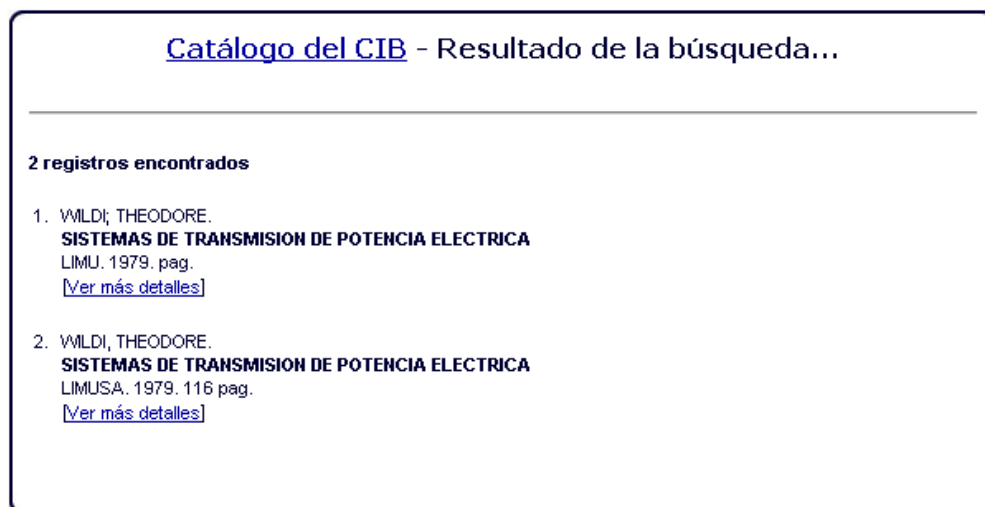 Catálogo del CIB - Resultado de la búsqueda...
2 registros encontrados
1. WILDI; THEODORE.
SISTEMAS DE TRANSMISION DE POTENCIA ELECTRICA
LIMU. 1979. pag.
[Ver más detalles]
2. WILDI, THEODORE.
SISTEMAS DE TRANSMISION DE POTENCIA ELECTRICA
LIMUSA. 1979. 116 pag.
[Ver más detalles]